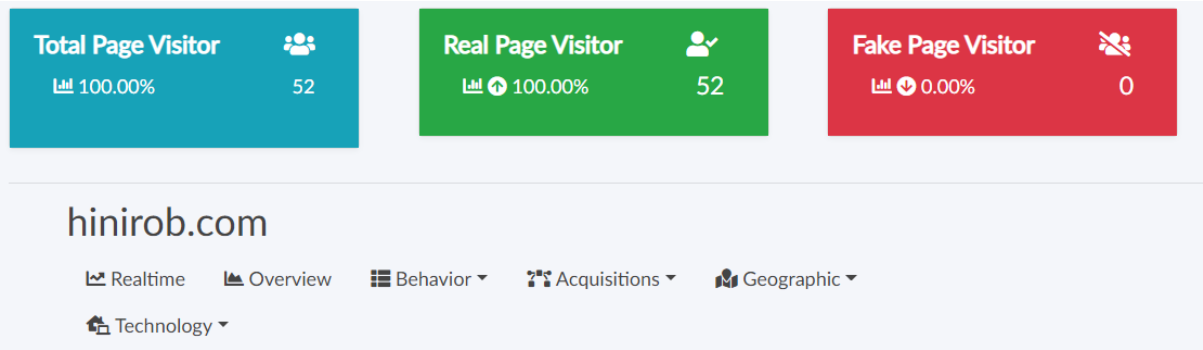 Total Page Visitor
100.00% 52
Real Page Visitor
100.00% 52
Fake Page Visitor
0.00% 0
hinirob.com
Realtime Overview Behavior Acquisitions Geographic
Technology